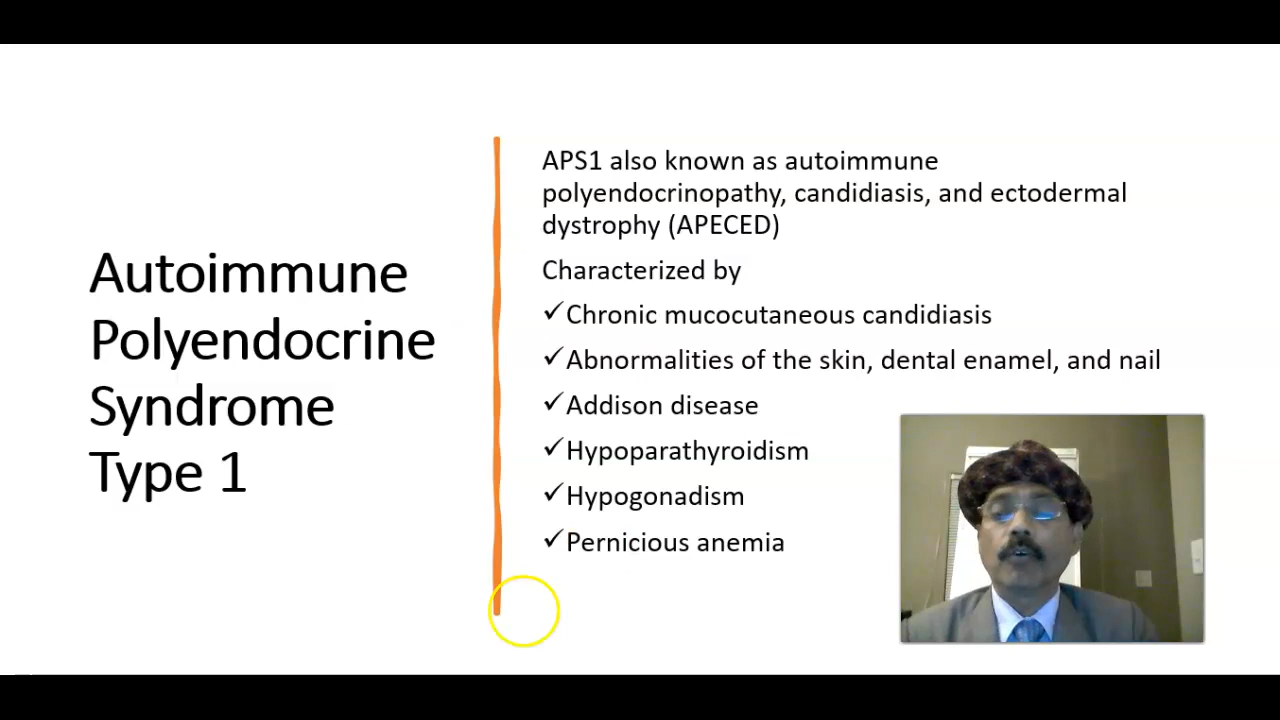 Autoimmune
Polyendocrine
Syndrome
Type 1
APS1 also known as autoimmune
polyendocrinopathy, candidiasis, and ectodermal
dystrophy (APECED)
Characterized by
✓Chronic mucocutaneous candidiasis
✓Abnormalities of the skin, dental enamel, and nail
✓Addison disease
✓Hypoparathyroidism
✓Hypogonadism
✓Pernicious anemia